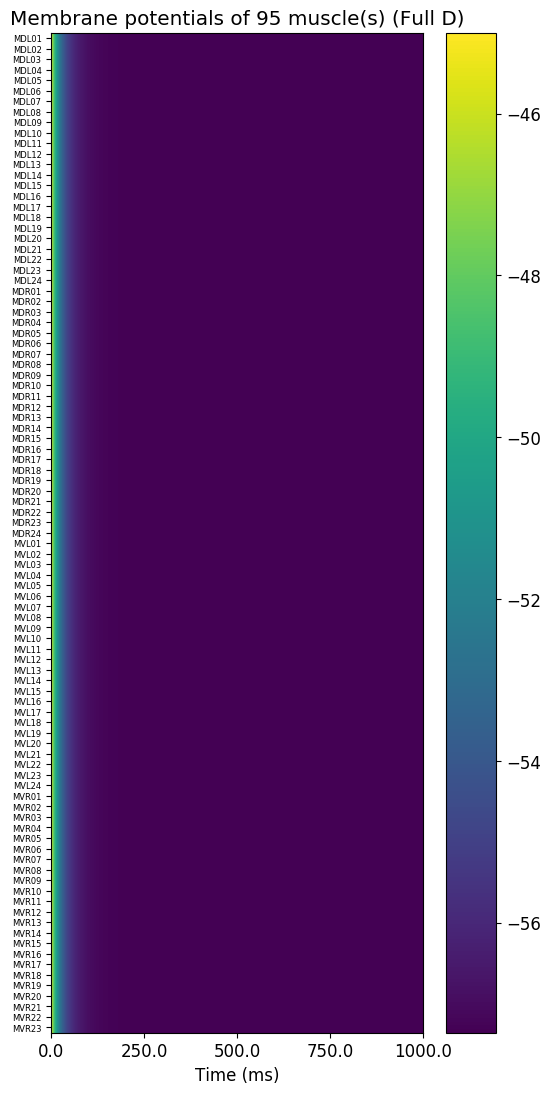 Membrane potentials of 95 muscle(s) (Full D)
MDL01
MDL02
MDL03
MDL04
MDL05
MDL06
MDL07
MDL08
MDL09
MDL10
MDL11
MDL12
MDL13
MDL14
MDL15
MDL16
MDL17
MDL18
MDL19
MDL20
MDL21
MDL22
MDL23
MDL24
MDR01
MDR02
MDR03
MDR04
MDR05
MDR06
MDR07
MDR08
MDR09
MDR10
MDR11
MDR12
MDR13
MDR14
MDR15
MDR16
MDR17
MDR18
MDR19
MDR20
MDR21
MDR22
MDR23
MDR24
MVL01
MVL02
MVL03
MVL04
MVL05
MVL06
MVL07
MVL08
MVL09
MVL10
MVL11
MVL12
MVL13
MVL14
MVL15
MVL16
MVL17
MVL18
MVL19
MVL20
MVL21
MVL22
MVL23
MVL24
MVR01
MVR02
MVR03
MVR04
MVR05
MVR06
MVR07
MVR08
MVR09
MVR10
MVR11
MVR12
MVR13
MVR14
MVR15
MVR16
MVR17
MVR18
MVR19
MVR20
MVR21
MVR22
MVR23
0.0 250.0 500.0 750.0 1000.0
Time (ms)
−46
−48
−50
−52
−54
−56